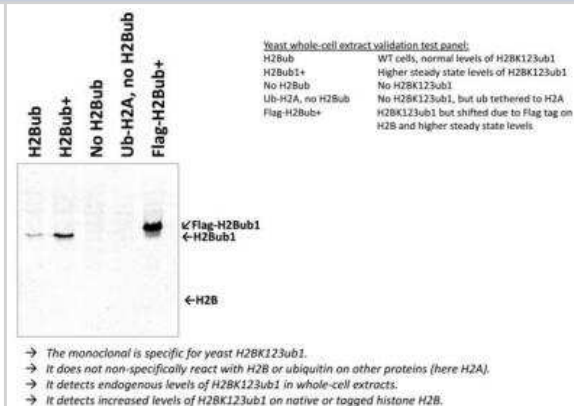 H2Bub
H2Bub+
No H2Bub
Ub-H2A, no H2Bub
Flag-H2Bub+
Yeast whole-cell extract validation test panel:
H2Bub WT cells, normal levels of H2BK123ub1
H2Bub1+ Higher steady state levels of H2BK123ub1
No H2Bub No H2BK123ub1
Ub-H2A, no H2Bub No H2BK123ub1, but ub tethered to H2A
Flag-H2Bub+ H2BK123ub1 but shifted due to Flag tag on
H2B and higher steady state levels
↙Flag-H2Bub1
←H2Bub1
←H2B
→ The monoclonal is specific for yeast H2BK123ub1.
→ It does not non-specifically react with H2B or ubiquitin on other proteins (here H2A).
→ It detects endogenous levels of H2BK123ub1 in whole-cell extracts.
→ It detects increased levels of H2BK123ub1 on native or tagged histone H2B.